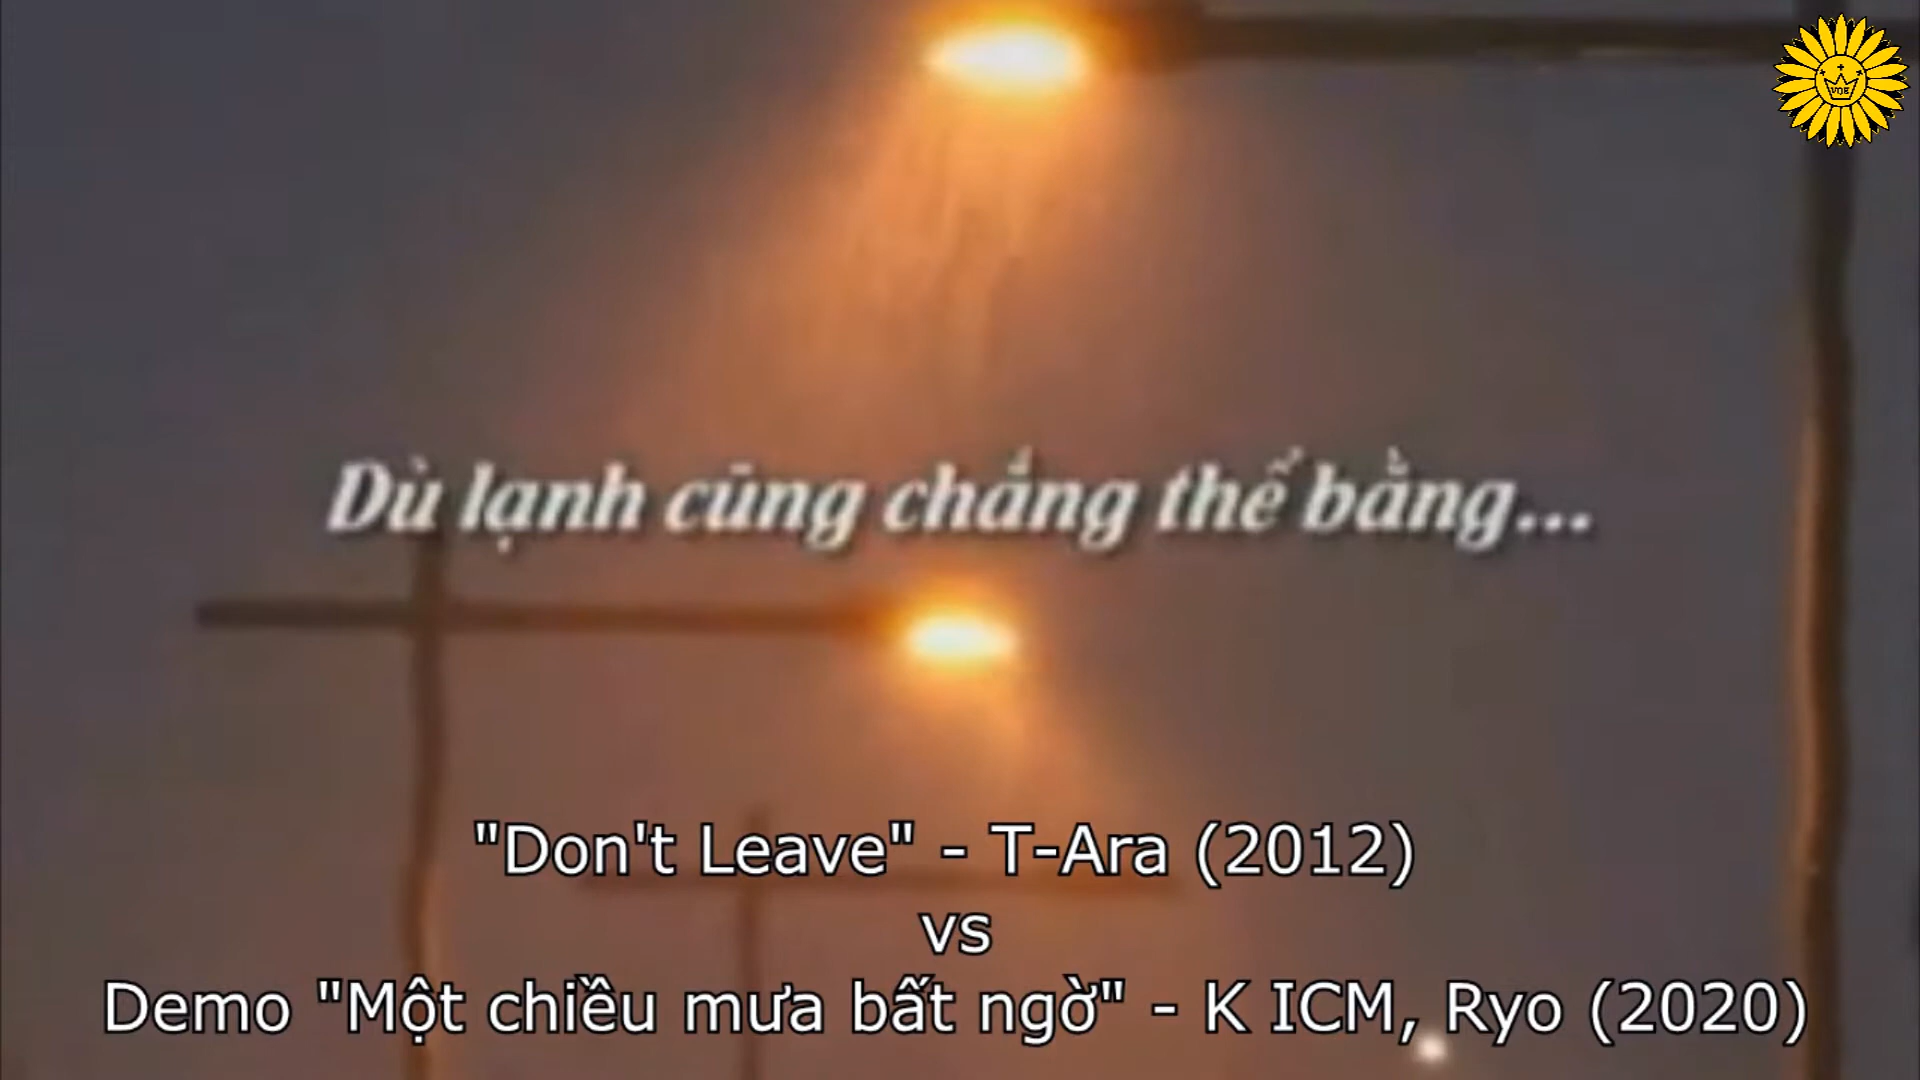 VQE
Dù lạnh cũng chẳng thể bằng...
"Don't Leave" - T-Ara (2012)
vs
Demo "Một chiều mưa bất ngờ" - K ICM, Ryo (2020)